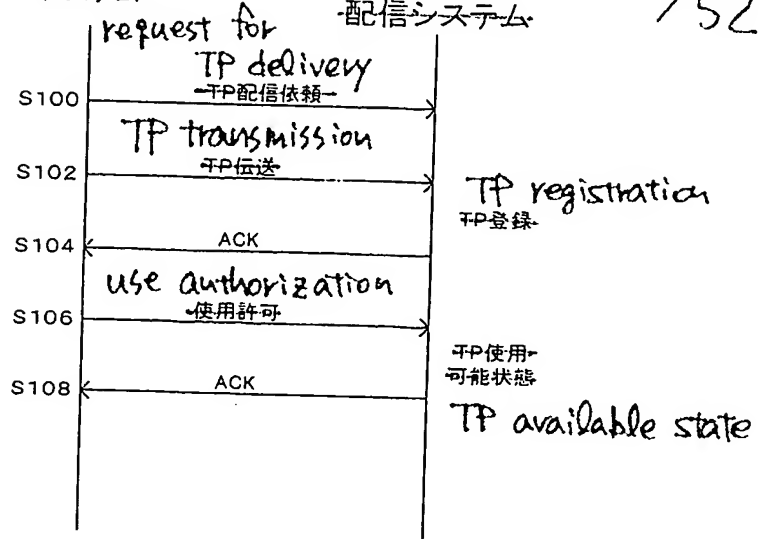 配信システム
152
request for
TP delivery
S100
TP配信依頼
TP transmission
S102
TP伝送
TP registration
TP登録
S104
ACK
use authorization
S106
使用許可
TP使用
可能状態
S108
ACK
TP available state